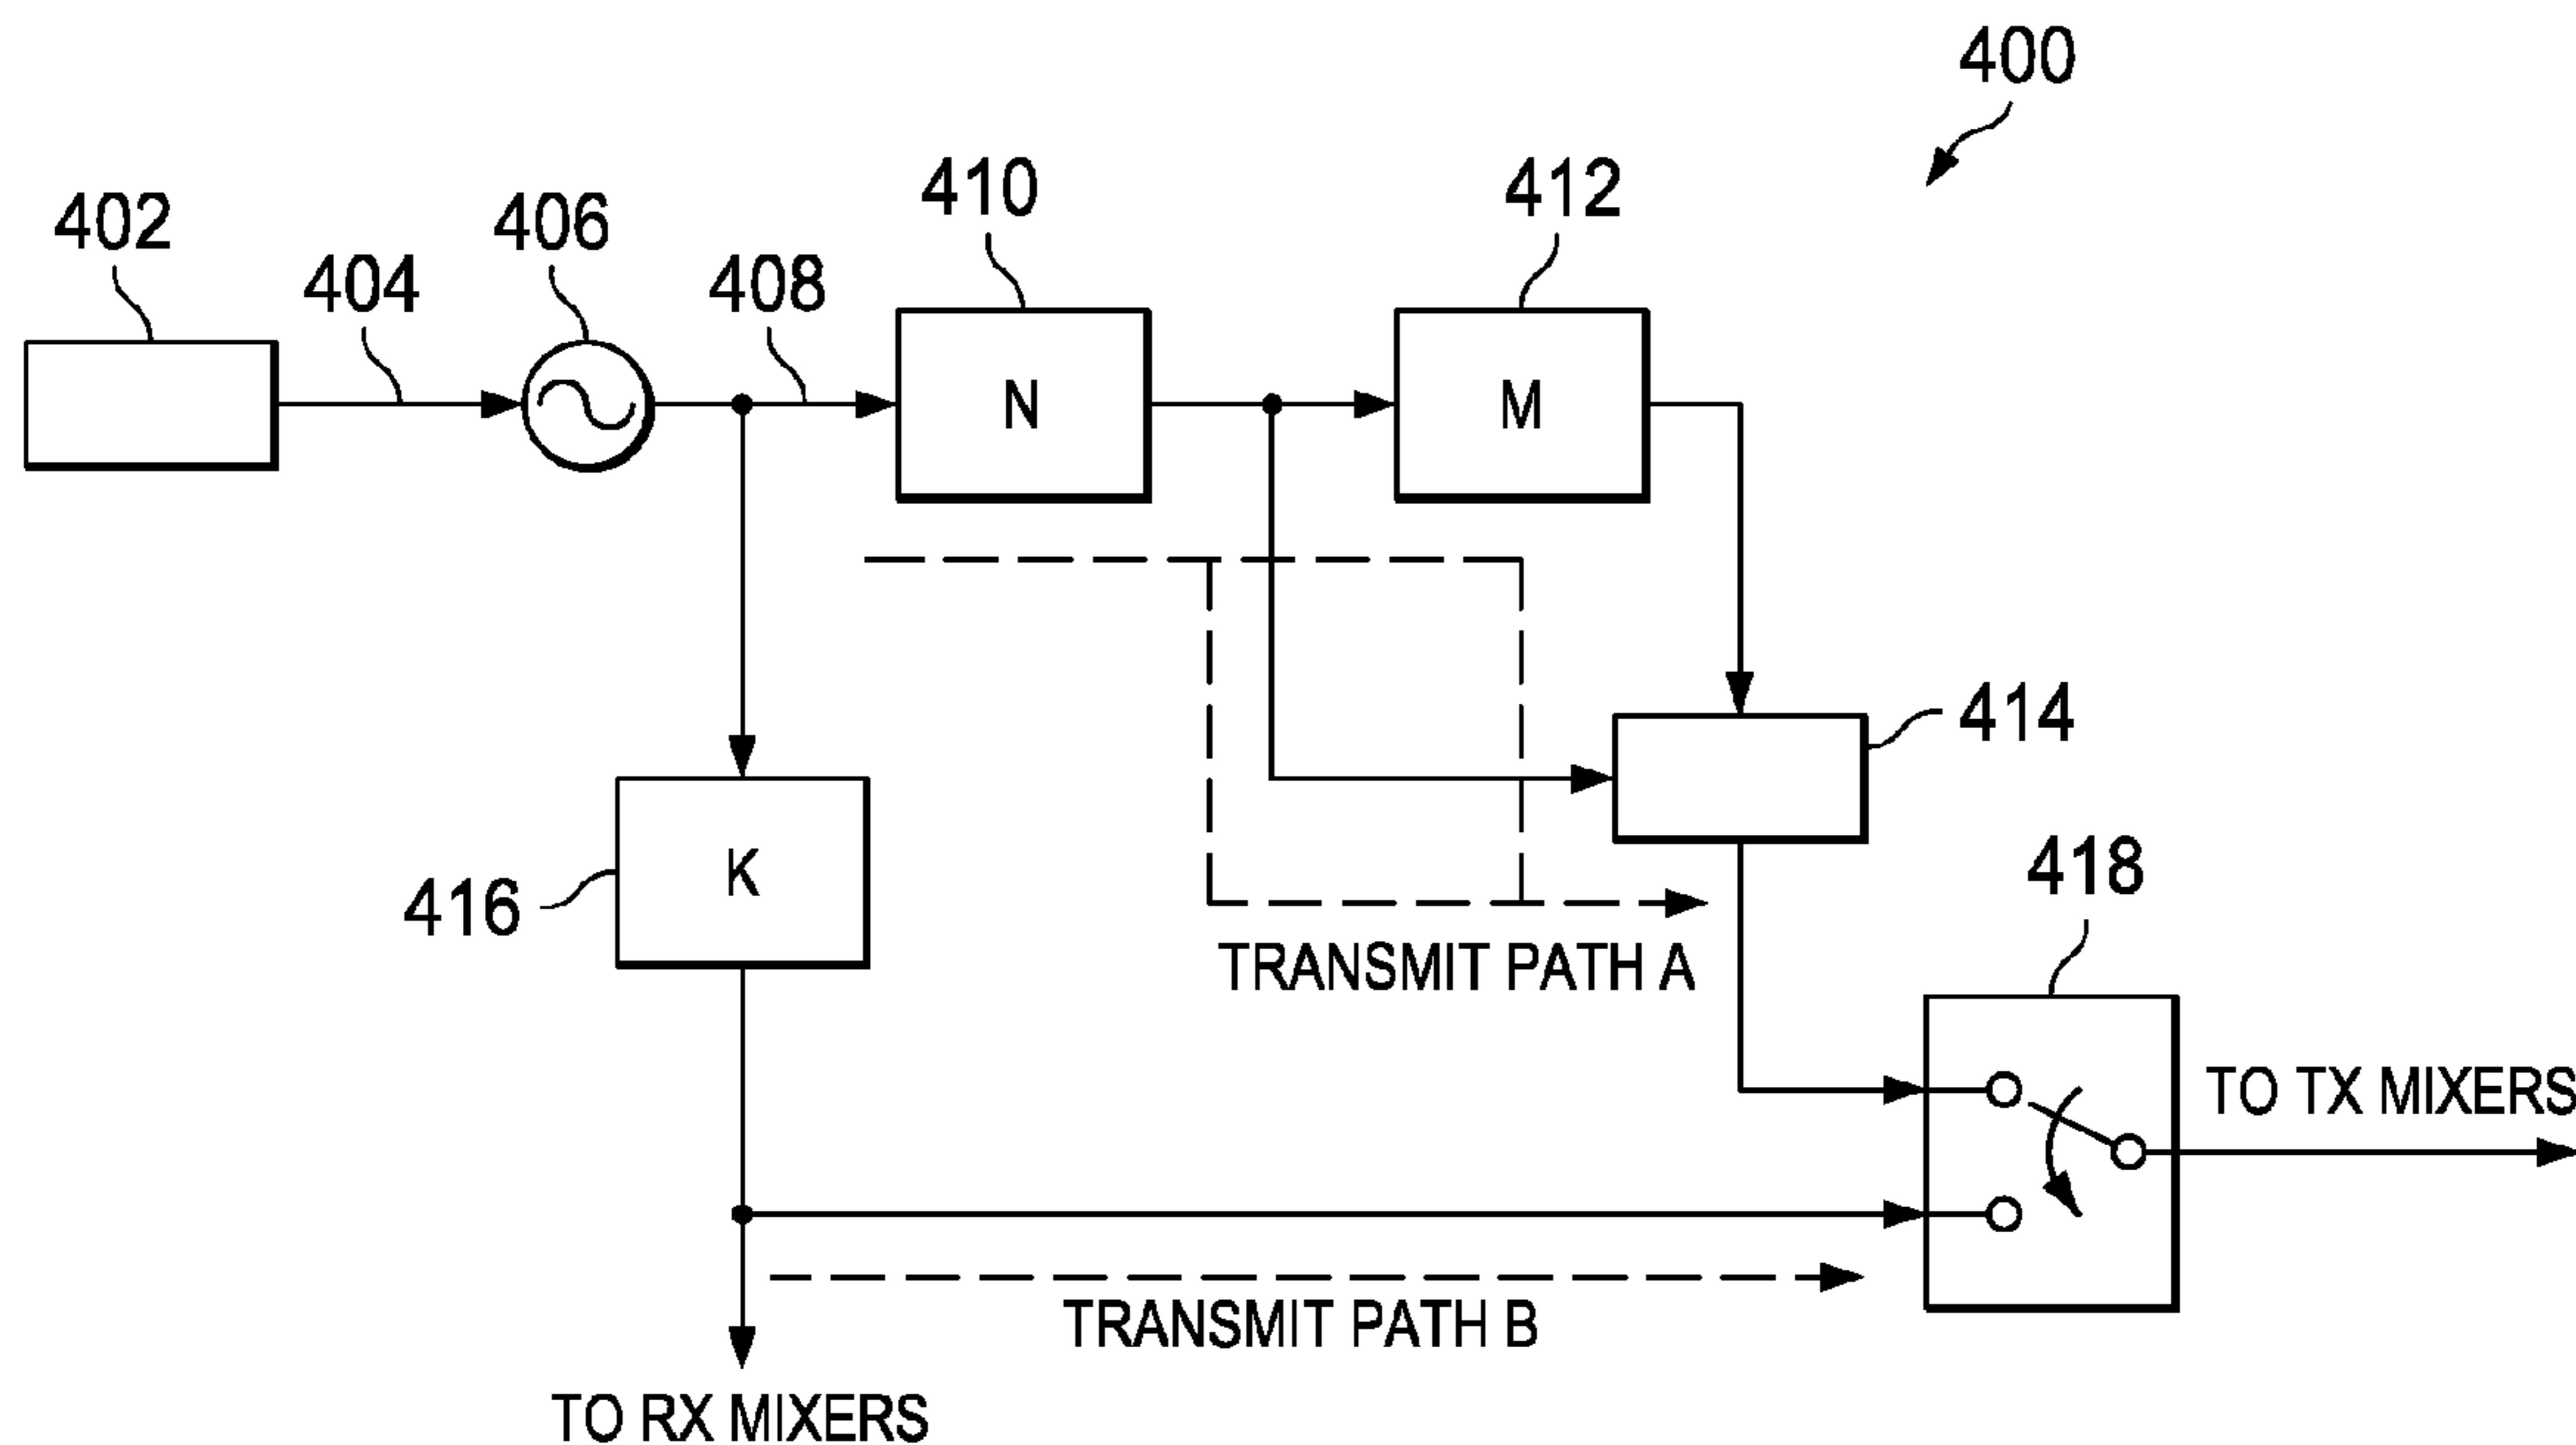 400
402
404
406
408
410
412
N
M
414
K
416
418
TRANSMIT PATH A
TO TX MIXERS
TRANSMIT PATH B
TO RX MIXERS